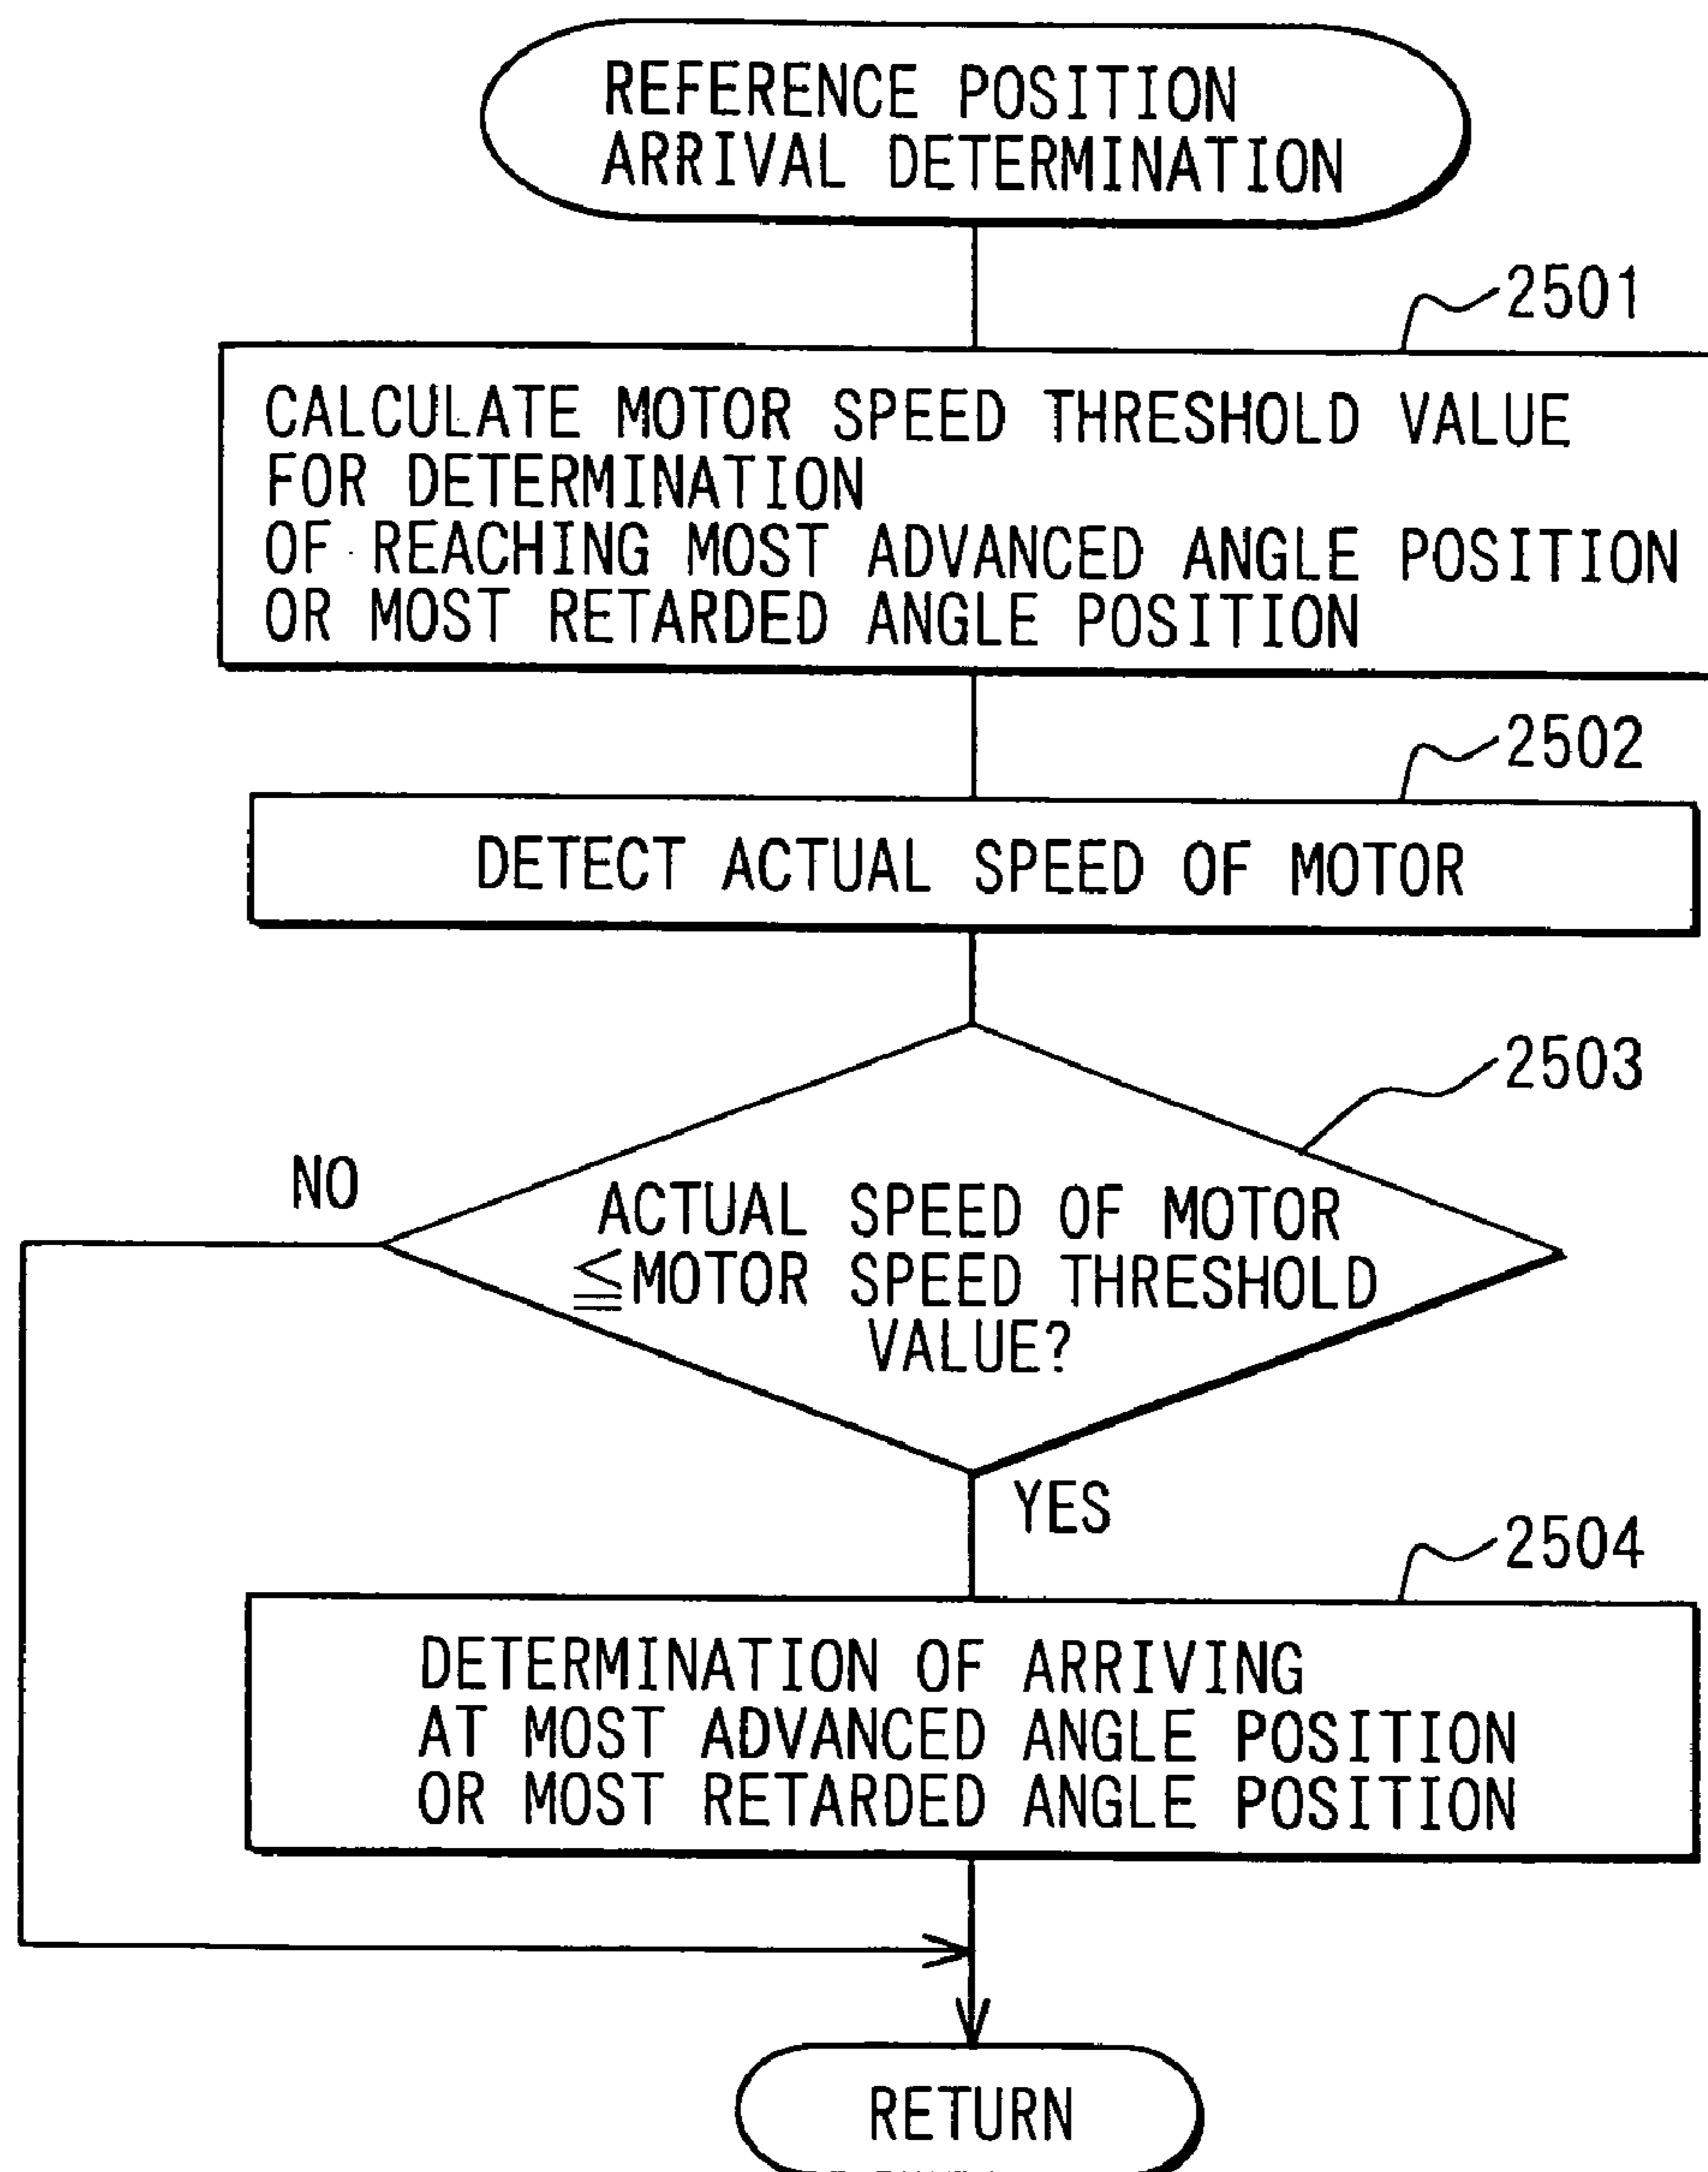 REFERENCE POSITION
ARRIVAL DETERMINATION
2501
CALCULATE MOTOR SPEED THRESHOLD VALUE
FOR DETERMINATION
OF REACHING MOST ADVANCED ANGLE POSITION
OR MOST RETARDED ANGLE POSITION
2502
DETECT ACTUAL SPEED OF MOTOR
2503
NO
ACTUAL SPEED OF MOTOR
≦MOTOR SPEED THRESHOLD
VALUE?
YES
2504
DETERMINATION OF ARRIVING
AT MOST ADVANCED ANGLE POSITION
OR MOST RETARDED ANGLE POSITION
RETURN